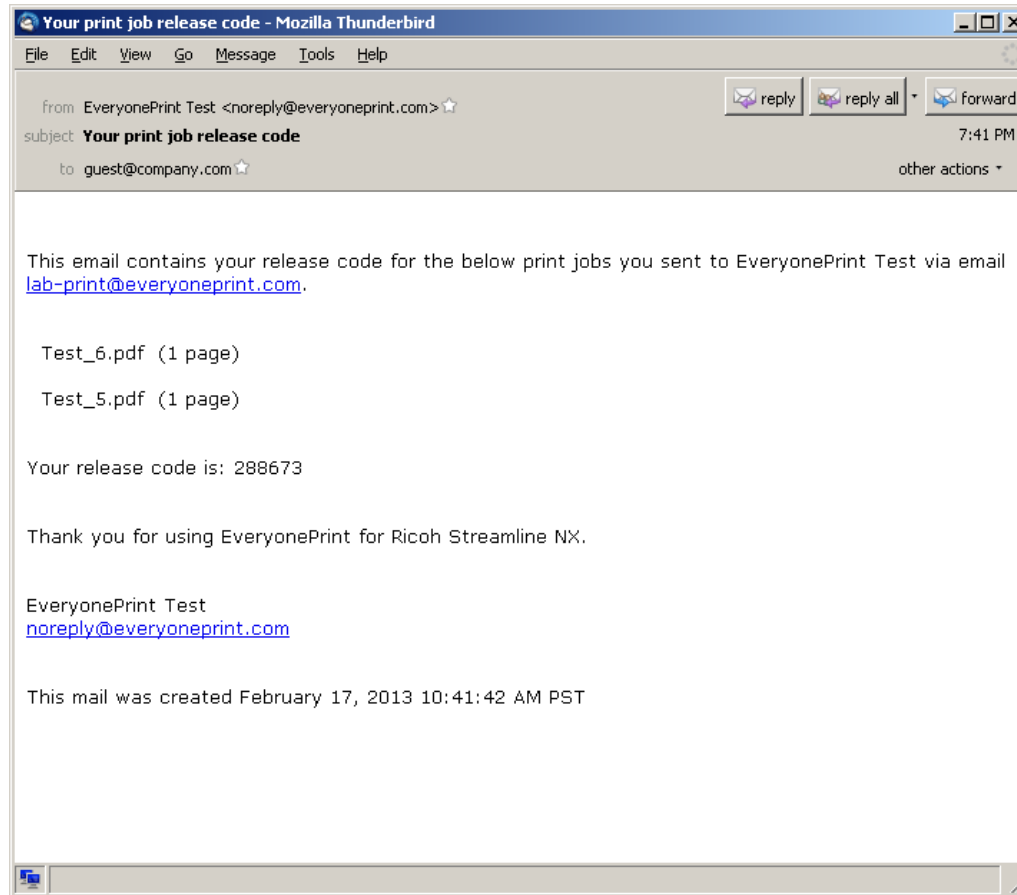 Your print job release code - Mozilla Thunderbird
File Edit View Go Message Tools Help
from EveryonePrint Test <noreply@everyoneprint.com>
reply reply all forward
subject Your print job release code
7:41 PM
to guest@company.com
other actions
This email contains your release code for the below print jobs you sent to EveryonePrint Test via email
lab-print@everyoneprint.com.
Test_6.pdf (1 page)
Test_5.pdf (1 page)
Your release code is: 288673
Thank you for using EveryonePrint for Ricoh Streamline NX.
EveryonePrint Test
noreply@everyoneprint.com
This mail was created February 17, 2013 10:41:42 AM PST